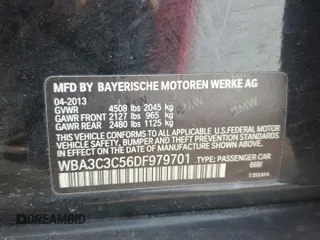 MFD BY BAYERISCHE MOTOREN WERKE AG
04-2013
GVWR 4508 lbs 2045 kg
GAWR FRONT 2127 lbs 965 kg
GAWR REAR 2480 lbs 1125 kg
THIS VEHICLE CONFORMS TO ALL APPLICABLE FEDERAL MOTOR
VEHICLE SAFETY, BUMPER, AND THEFT PREVENTION
STANDARDS IN EFFECT ON THE DATE OF
MANUFACTURE SHOWN ABOVE.
WBA3C3C56DF979701 TYPE: PASSENGER CAR
DREAMBID